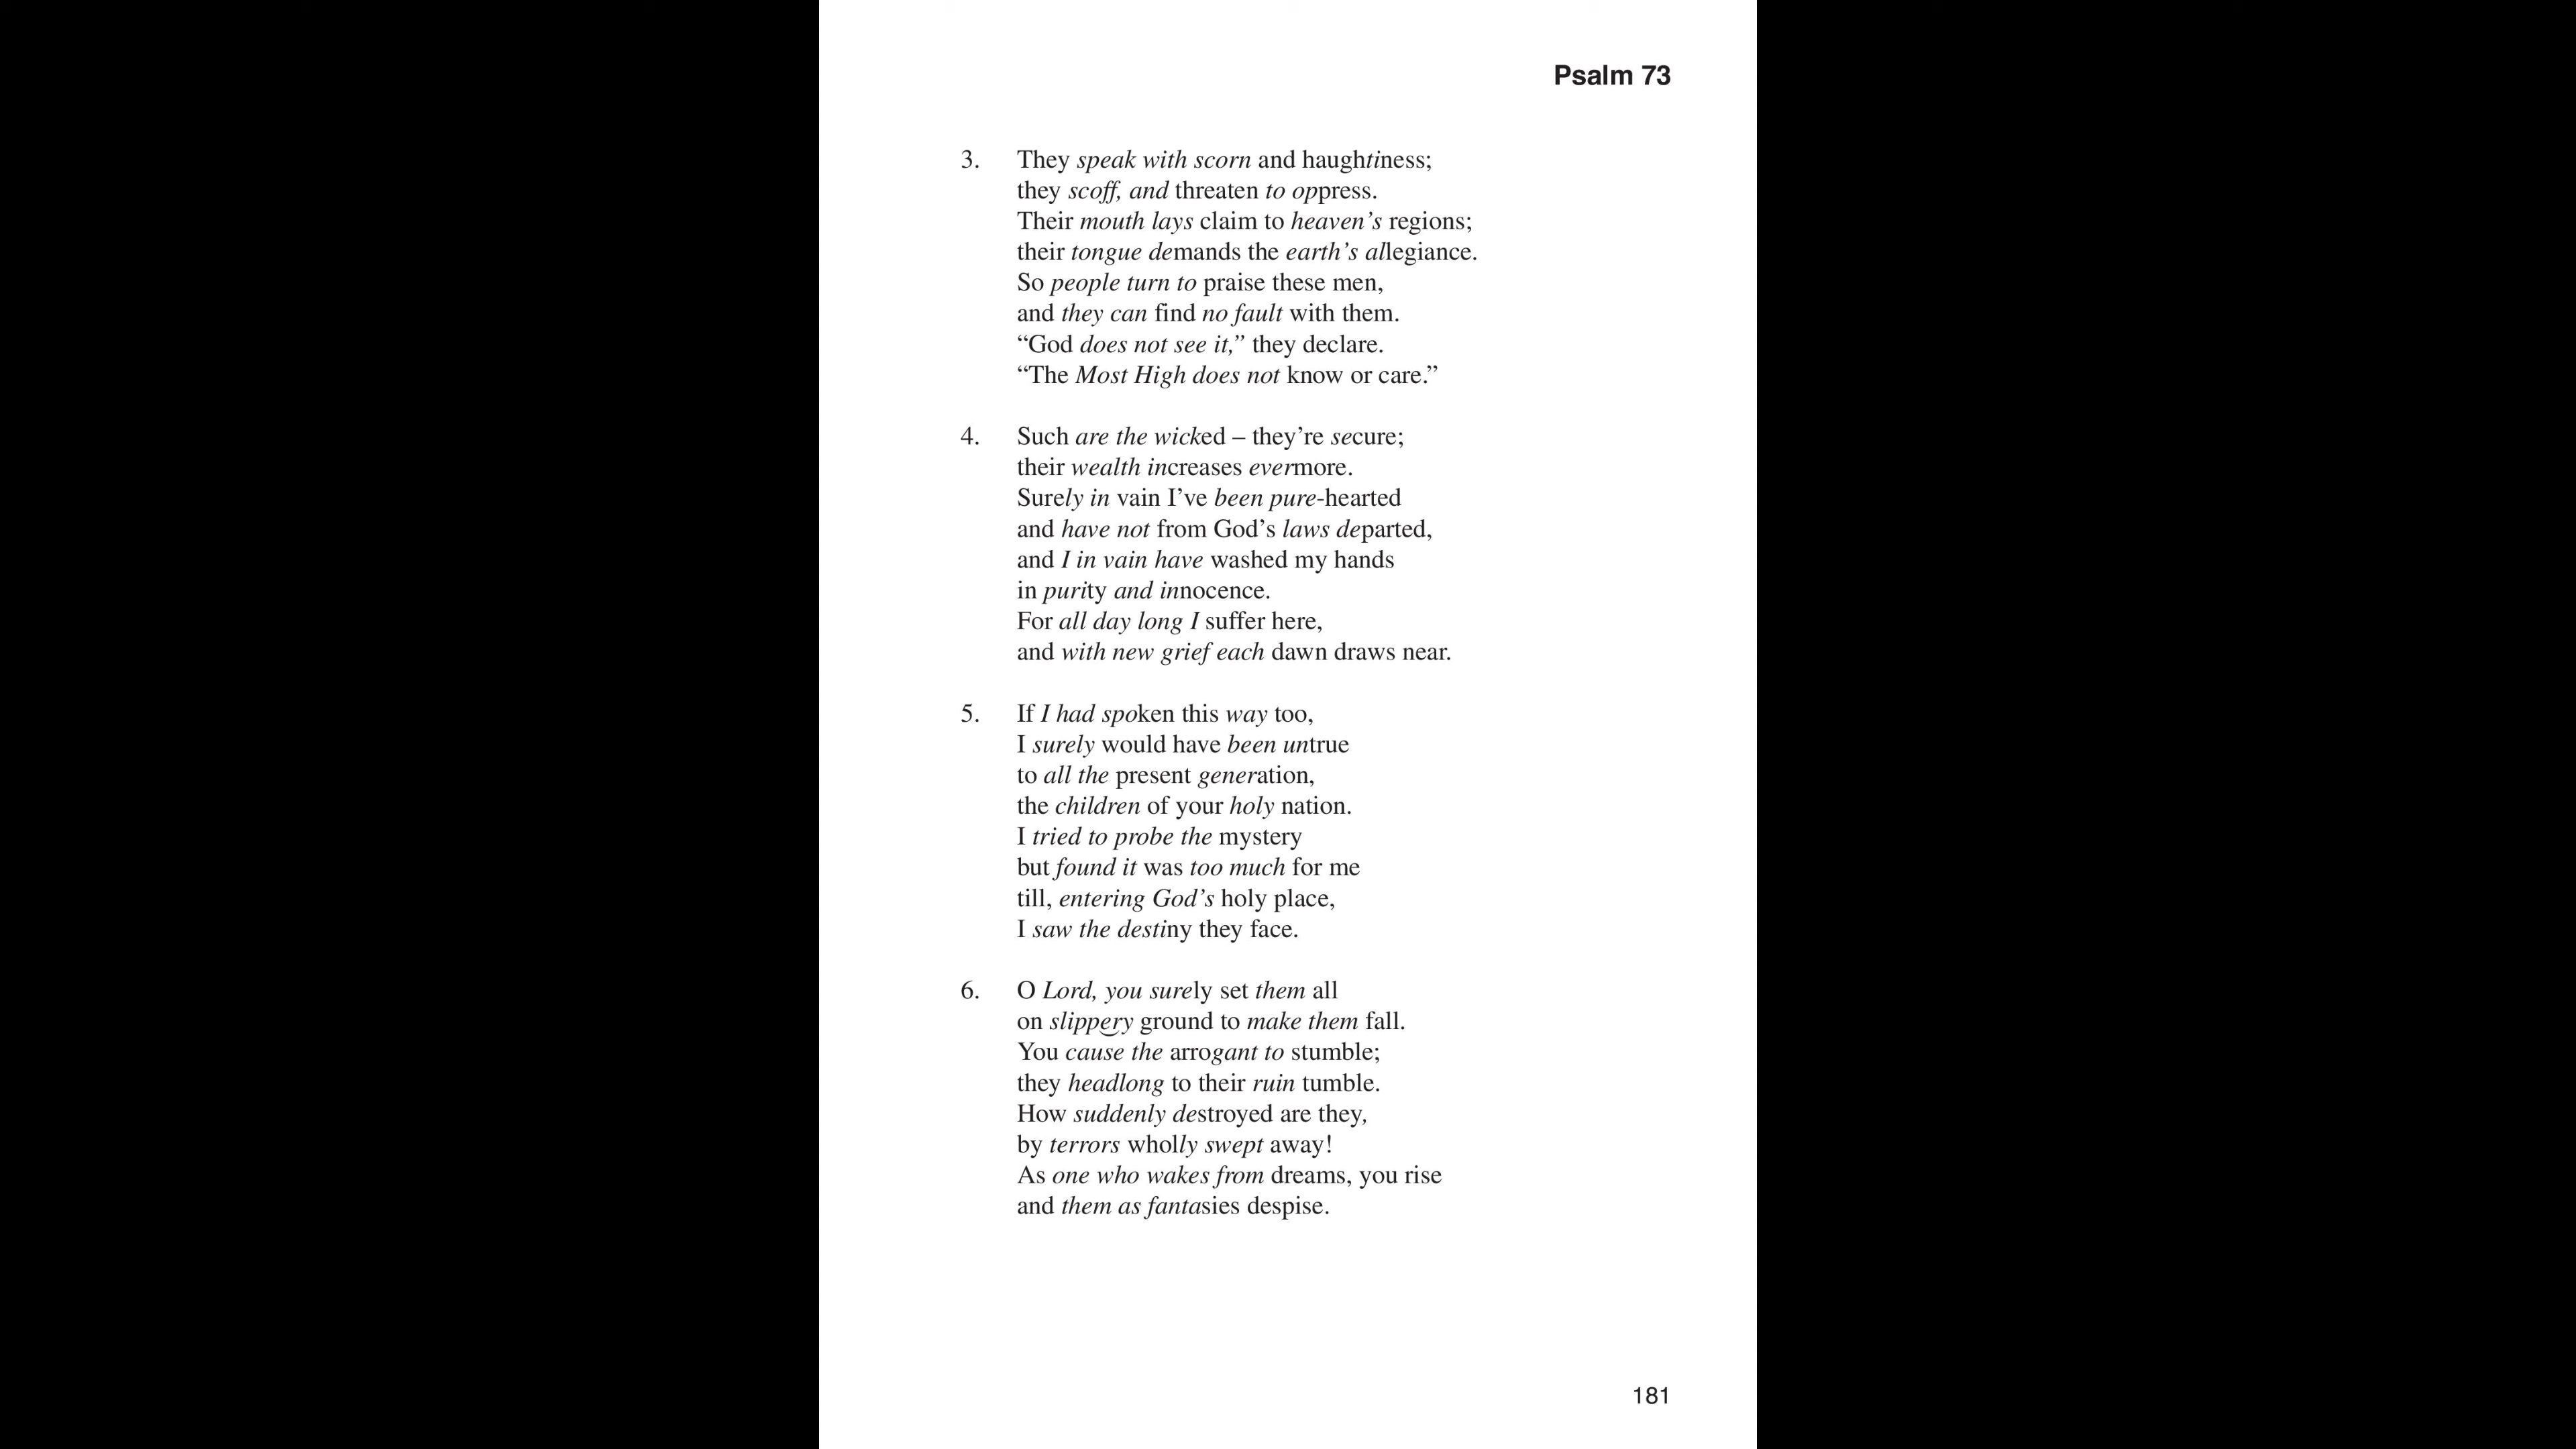 Psalm 73
3. They speak with scorn and haughtiness;
they scoff, and threaten to oppress.
Their mouth lays claim to heaven’s regions;
their tongue demands the earth’s allegiance.
So people turn to praise these men,
and they can find no fault with them.
“God does not see it,” they declare.
“The Most High does not know or care.”
4. Such are the wicked – they’re secure;
their wealth increases evermore.
Surely in vain I’ve been pure-hearted
and have not from God’s laws departed,
and I in vain have washed my hands
in purity and innocence.
For all day long I suffer here,
and with new grief each dawn draws near.
5. If I had spoken this way too,
I surely would have been untrue
to all the present generation,
the children of your holy nation.
I tried to probe the mystery
but found it was too much for me
till, entering God’s holy place,
I saw the destiny they face.
6. O Lord, you surely set them all
on slippery ground to make them fall.
You cause the arrogant to stumble;
they headlong to their ruin tumble.
How suddenly destroyed are they,
by terrors wholly swept away!
As one who wakes from dreams, you rise
and them as fantasies despise.
181